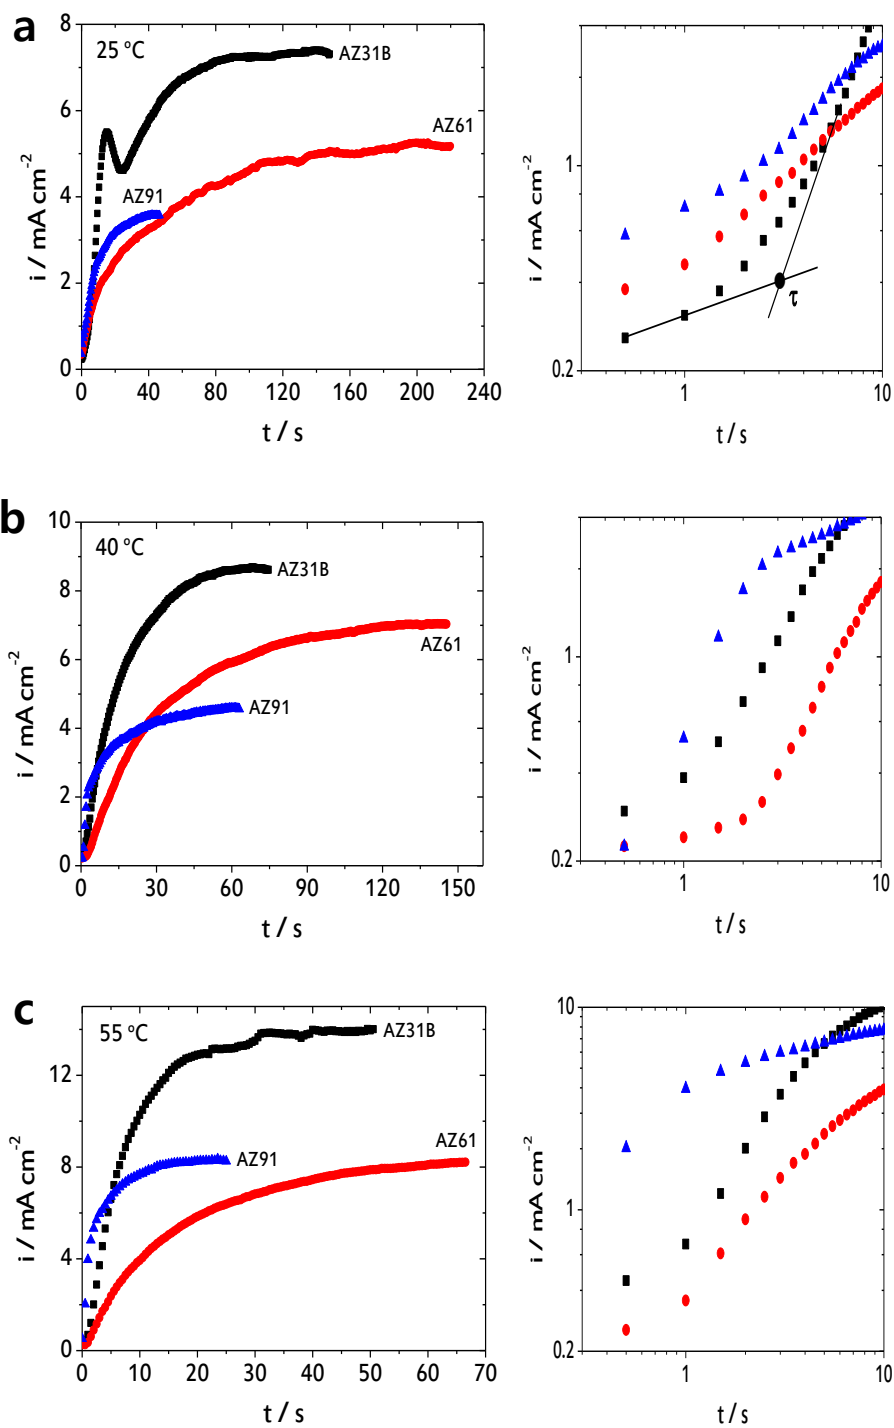 a
25 ºC
AZ31B
AZ61
AZ91
i / mA cm⁻²
8
6
4
2
0
0 40 80 120 160 200 240
t / s
i / mA cm⁻²
1
0.2
τ
1 10
t / s
b
40 ºC
AZ31B
AZ61
AZ91
i / mA cm⁻²
10
8
6
4
2
0
0 30 60 90 120 150
t / s
i / mA cm⁻²
1
0.2
1 10
t / s
c
55 ºC
AZ31B
AZ61
AZ91
i / mA cm⁻²
12
8
4
0
0 10 20 30 40 50 60 70
t / s
i / mA cm⁻²
10
1
0.2
1 10
t / s